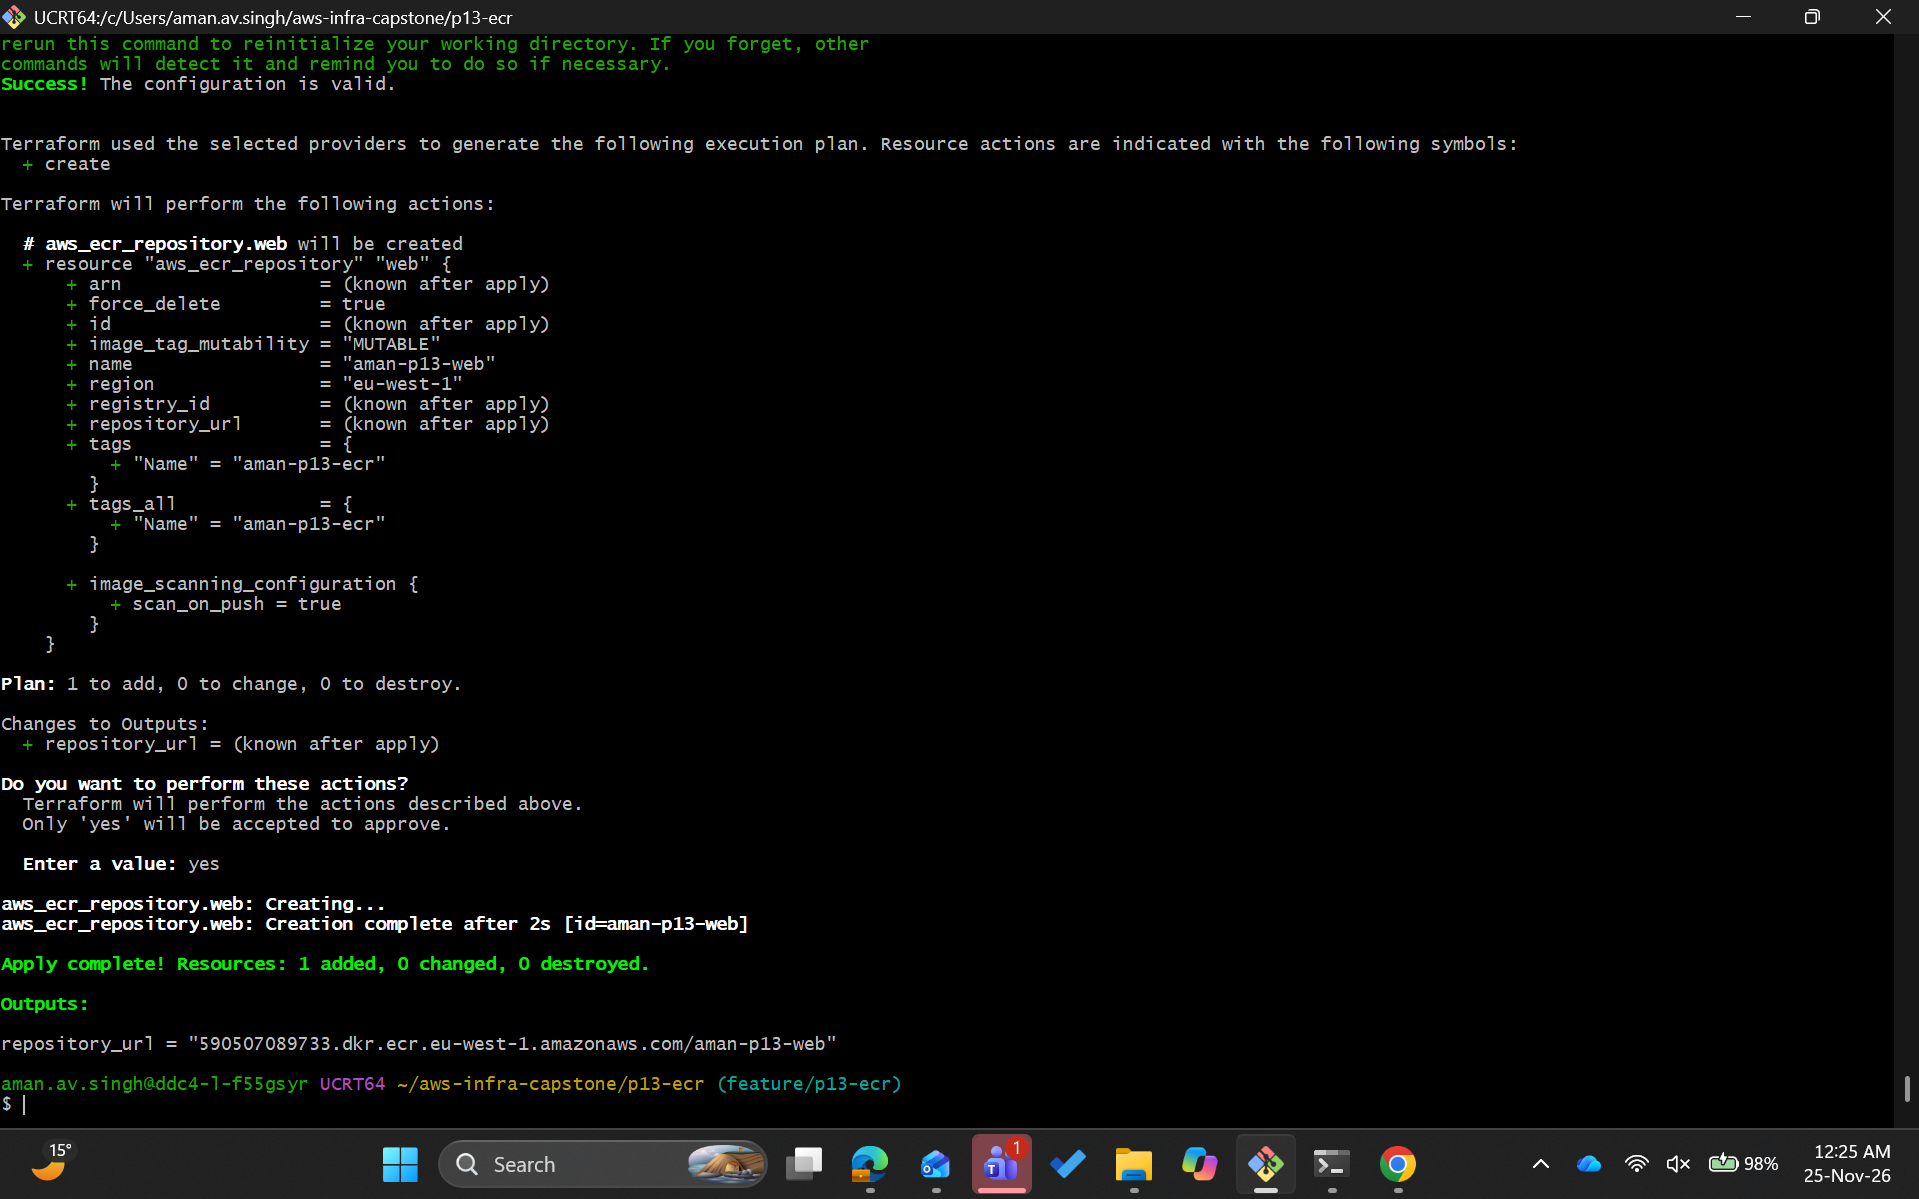 UCRT64:/c/Users/aman.av.singh/aws-infra-capstone/p13-ecr
rerun this command to reinitialize your working directory. If you forget, other
commands will detect it and remind you to do so if necessary.
Success! The configuration is valid.
Terraform used the selected providers to generate the following execution plan. Resource actions are indicated with the following symbols:
  + create
Terraform will perform the following actions:
  # aws_ecr_repository.web will be created
  + resource "aws_ecr_repository" "web" {
      + arn                  = (known after apply)
      + force_delete         = true
      + id                   = (known after apply)
      + image_tag_mutability = "MUTABLE"
      + name                 = "aman-p13-web"
      + region               = "eu-west-1"
      + registry_id          = (known after apply)
      + repository_url       = (known after apply)
      + tags                 = {
          + "Name" = "aman-p13-ecr"
        }
      + tags_all             = {
          + "Name" = "aman-p13-ecr"
        }
      + image_scanning_configuration {
          + scan_on_push = true
        }
    }
Plan: 1 to add, 0 to change, 0 to destroy.
Changes to Outputs:
  + repository_url = (known after apply)
Do you want to perform these actions?
  Terraform will perform the actions described above.
  Only 'yes' will be accepted to approve.
  Enter a value: yes
aws_ecr_repository.web: Creating...
aws_ecr_repository.web: Creation complete after 2s [id=aman-p13-web]
Apply complete! Resources: 1 added, 0 changed, 0 destroyed.
Outputs:
repository_url = "590507089733.dkr.ecr.eu-west-1.amazonaws.com/aman-p13-web"
aman.av.singh@ddc4-l-f55gsyr UCRT64 ~/aws-infra-capstone/p13-ecr (feature/p13-ecr)
$
15°
Search
1
98%
12:25 AM
25-Nov-26